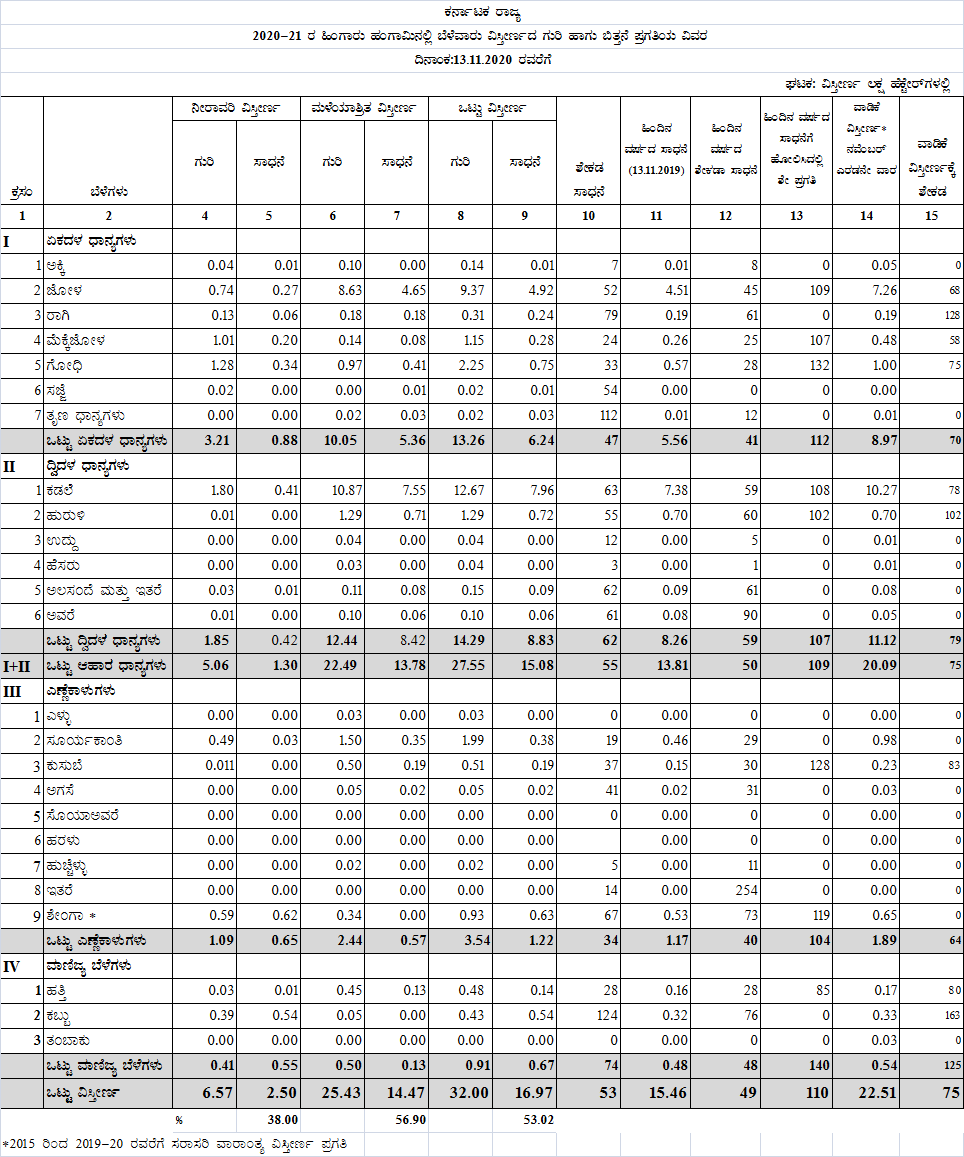 ಕರ್ನಾಟಕ ರಾಜ್ಯ
2020–21 ರ ಹಿಂಗಾರು ಹಂಗಾಮಿನಲ್ಲಿ ಬೆಳೆವಾರು ವಿಸ್ತೀರ್ಣದ ಗುರಿ ಹಾಗು ಬಿತ್ತನೆ ಪ್ರಗತಿಯ ವಿವರ
ದಿನಾಂಕ:13.11.2020 ರವರೆಗೆ
ಘಟಕ: ವಿಸ್ತೀರ್ಣ ಲಕ್ಷ ಹೆಕ್ಟೇರ್‌ಗಳಲ್ಲಿ
ಕ್ರಸಂ ಬೆಳೆಗಳು ನೀರಾವರಿ ವಿಸ್ತೀರ್ಣ ಮಳೆಯಾಶ್ರಿತ ವಿಸ್ತೀರ್ಣ ಒಟ್ಟು ವಿಸ್ತೀರ್ಣ ಶೇಕಡ ಸಾಧನೆ ಹಿಂದಿನ ವರ್ಷದ ಸಾಧನೆ (13.11.2019) ಹಿಂದಿನ ವರ್ಷದ ಶೇಕಡಾ ಸಾಧನೆ ಹಿಂದಿನ ವರ್ಷದ ಸಾಧನೆಗೆ ಹೋಲಿಸಿದಲ್ಲಿ ಶೇ ಪ್ರಗತಿ ವಾಡಿಕೆ ವಿಸ್ತೀರ್ಣ* ನವೆಂಬರ್ ಎರಡನೇ ವಾರ ವಾಡಿಕೆ ವಿಸ್ತೀರ್ಣಕ್ಕೆ ಶೇಕಡ
ಗುರಿ ಸಾಧನೆ ಗುರಿ ಸಾಧನೆ ಗುರಿ ಸಾಧನೆ
1 2 4 5 6 7 8 9 10 11 12 13 14 15
I ಏಕದಳ ಧಾನ್ಯಗಳು
1 ಅಕ್ಕಿ 0.04 0.01 0.10 0.00 0.14 0.01 7 0.01 8 0 0.05 0
2 ಜೋಳ 0.74 0.27 8.63 4.65 9.37 4.92 52 4.51 45 109 7.26 68
3 ರಾಗಿ 0.13 0.06 0.18 0.18 0.31 0.24 79 0.19 61 0 0.19 128
4 ಮೆಕ್ಕೆಜೋಳ 1.01 0.20 0.14 0.08 1.15 0.28 24 0.26 25 107 0.48 58
5 ಗೋಧಿ 1.28 0.34 0.97 0.41 2.25 0.75 33 0.57 28 132 1.00 75
6 ಸಜ್ಜೆ 0.02 0.00 0.00 0.01 0.02 0.01 54 0.00 0 0 0.00
7 ತೃಣ ಧಾನ್ಯಗಳು 0.00 0.00 0.02 0.03 0.02 0.03 112 0.01 12 0 0.01 0
ಒಟ್ಟು ಏಕದಳ ಧಾನ್ಯಗಳು 3.21 0.88 10.05 5.36 13.26 6.24 47 5.56 41 112 8.97 70
II ದ್ವಿದಳ ಧಾನ್ಯಗಳು
1 ಕಡಲೆ 1.80 0.41 10.87 7.55 12.67 7.96 63 7.38 59 108 10.27 78
2 ಹುರುಳಿ 0.01 0.00 1.29 0.71 1.29 0.72 55 0.70 60 102 0.70 102
3 ಉದ್ದು 0.00 0.00 0.04 0.00 0.04 0.00 12 0.00 5 0 0.01 0
4 ಹೆಸರು 0.00 0.00 0.03 0.00 0.04 0.00 3 0.00 1 0 0.01 0
5 ಅಲಸಂದೆ ಮತ್ತು ಇತರೆ 0.03 0.01 0.11 0.08 0.15 0.09 62 0.09 61 0 0.08 0
6 ಅವರೆ 0.01 0.00 0.10 0.06 0.10 0.06 61 0.08 90 0 0.05 0
ಒಟ್ಟು ದ್ವಿದಳ ಧಾನ್ಯಗಳು 1.85 0.42 12.44 8.42 14.29 8.83 62 8.26 59 107 11.12 79
I+II ಒಟ್ಟು ಆಹಾರ ಧಾನ್ಯಗಳು 5.06 1.30 22.49 13.78 27.55 15.08 55 13.81 50 109 20.09 75
III ಎಣ್ಣೆಕಾಳುಗಳು
1 ಎಳ್ಳು 0.00 0.00 0.03 0.00 0.03 0.00 0 0.00 0 0 0.00 0
2 ಸೂರ್ಯಕಾಂತಿ 0.49 0.03 1.50 0.35 1.99 0.38 19 0.46 29 0 0.98 0
3 ಕುಸುಬೆ 0.011 0.00 0.50 0.19 0.51 0.19 37 0.15 30 128 0.23 83
4 ಅಗಸೆ 0.00 0.00 0.05 0.02 0.05 0.02 41 0.02 31 0 0.03 0
5 ಸೊಯಾಅವರೆ 0.00 0.00 0.00 0.00 0.00 0.00 0 0.00 0 0 0.00 0
6 ಹರಳು 0.00 0.00 0.00 0.00 0.00 0.00 0.00 0 0 0.00 0
7 ಹುಚ್ಚೆಳ್ಳು 0.00 0.00 0.02 0.00 0.02 0.00 5 0.00 11 0 0.00 0
8 ಇತರೆ 0.00 0.00 0.00 0.00 0.00 0.00 14 0.00 254 0 0.00 0
9 ಶೇಂಗಾ * 0.59 0.62 0.34 0.00 0.93 0.63 67 0.53 73 119 0.65 0
ಒಟ್ಟು ಎಣ್ಣೆಕಾಳುಗಳು 1.09 0.65 2.44 0.57 3.54 1.22 34 1.17 40 104 1.89 64
IV ವಾಣಿಜ್ಯ ಬೆಳೆಗಳು
1 ಹತ್ತಿ 0.03 0.01 0.45 0.13 0.48 0.14 28 0.16 28 85 0.17 80
2 ಕಬ್ಬು 0.39 0.54 0.05 0.00 0.43 0.54 124 0.32 76 0 0.33 163
3 ತಂಬಾಕು 0.00 0.00 0.00 0.00 0.00 0.00 0 0.00 0 0 0.03 0
ಒಟ್ಟು ವಾಣಿಜ್ಯ ಬೆಳೆಗಳು 0.41 0.55 0.50 0.13 0.91 0.67 74 0.48 48 140 0.54 125
ಒಟ್ಟು ವಿಸ್ತೀರ್ಣ 6.57 2.50 25.43 14.47 32.00 16.97 53 15.46 49 110 22.51 75
% 38.00 56.90 53.02
*2015 ರಿಂದ 2019–20 ರವರೆಗೆ ಸರಾಸರಿ ವಾರಾಂತ್ಯ ವಿಸ್ತೀರ್ಣ ಪ್ರಗತಿ